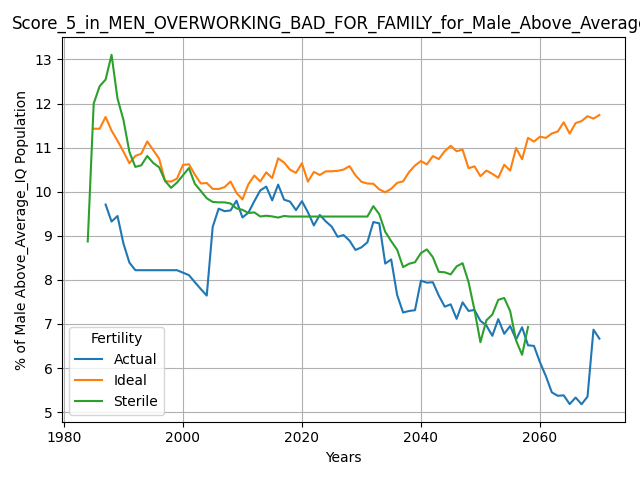 Score_5_in_MEN_OVERWORKING_BAD_FOR_FAMILY_for_Male_Above_Average
% of Male Above_Average_IQ Population
13
12
11
10
9
8
7
6
5
Fertility
Actual
Ideal
Sterile
1980
2000
2020
2040
2060
Years